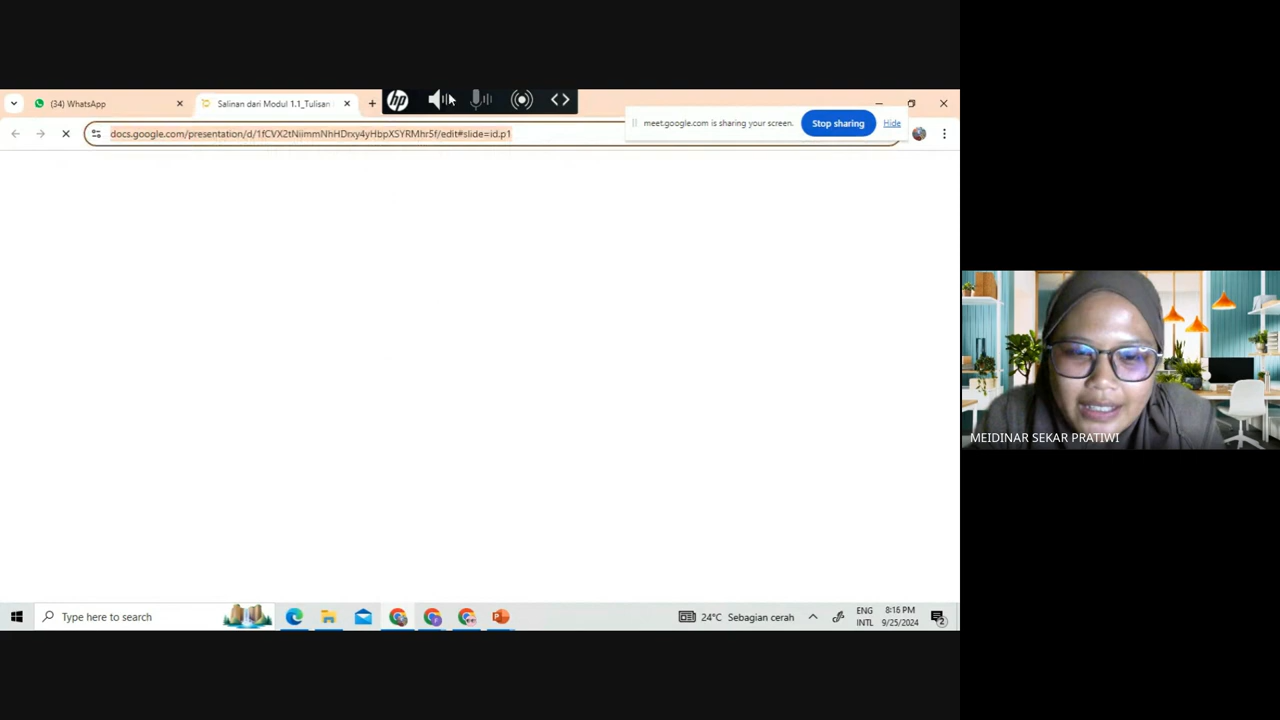 (34) WhatsApp
Salinan dari Modul 1.1_Tulisan
hp
meet.google.com is sharing your screen.
Stop sharing
Hide
docs.google.com/presentation/d/1fCVX2tNiimmNhHDrxy4yHbpXSYRMhr5f/edit#slide=id.p1
MEIDINAR SEKAR PRATIWI
Type here to search
24°C Sebagian cerah
ENG
INTL
8:16 PM
9/25/2024
2